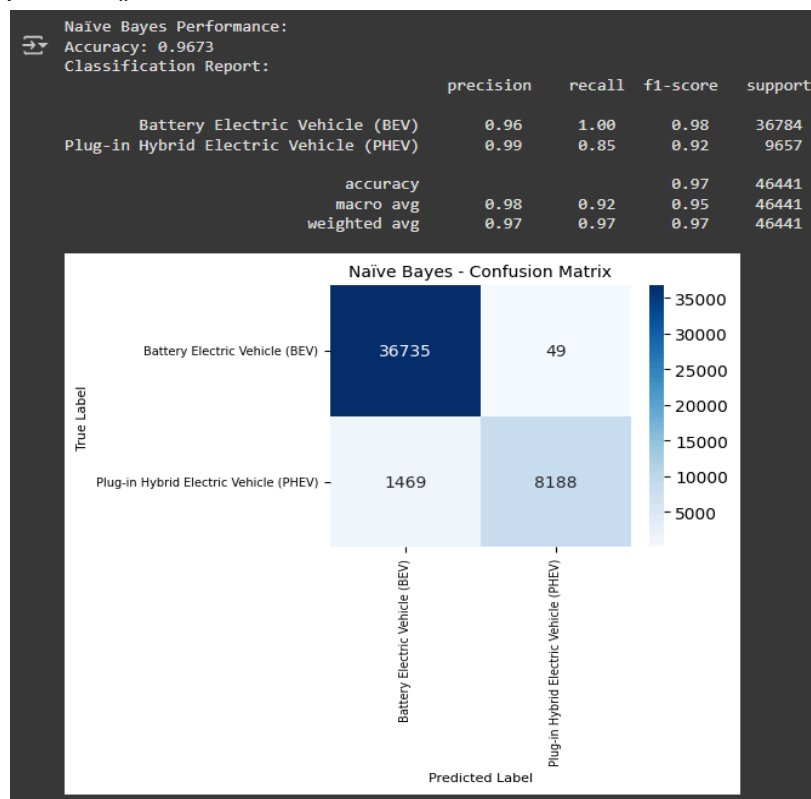 Naïve Bayes Performance:
Accuracy: 0.9673
Classification Report:
precision recall f1-score support
Battery Electric Vehicle (BEV) 0.96 1.00 0.98 36784
Plug-in Hybrid Electric Vehicle (PHEV) 0.99 0.85 0.92 9657
accuracy 0.97 46441
macro avg 0.98 0.92 0.95 46441
weighted avg 0.97 0.97 0.97 46441
Naïve Bayes - Confusion Matrix
True Label
Battery Electric Vehicle (BEV)
36735 49
Plug-in Hybrid Electric Vehicle (PHEV)
1469 8188
35000
30000
25000
20000
15000
10000
5000
Battery Electric Vehicle (BEV)
Plug-in Hybrid Electric Vehicle (PHEV)
Predicted Label